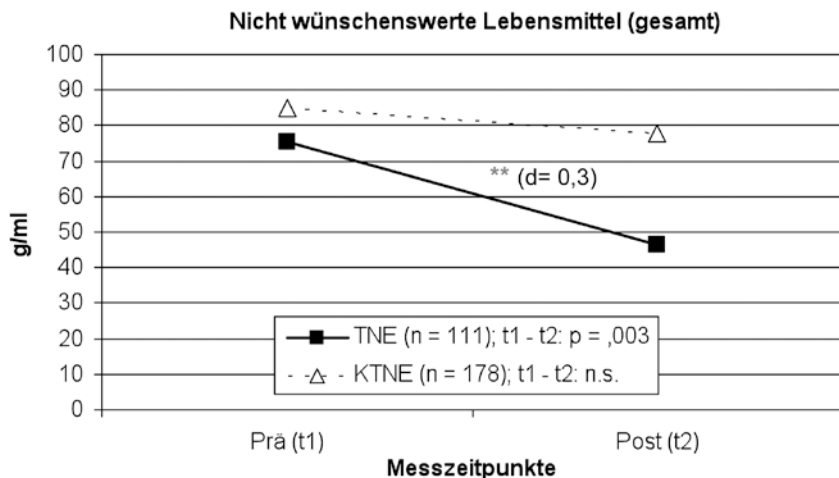 Nicht wünschenswerte Lebensmittel (gesamt)
g/ml
100
90
80
70
60
50
40
30
20
10
0
** (d= 0,3)
TNE (n = 111); t1 - t2: p = ,003
KTNE (n = 178); t1 - t2: n.s.
Prä (t1)
Post (t2)
Messzeitpunkte